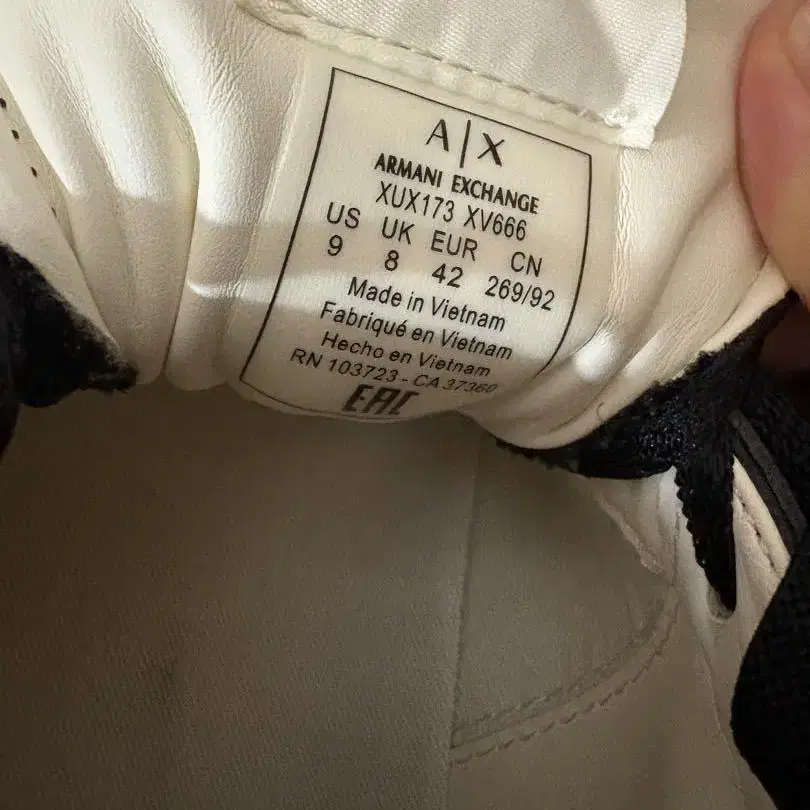 A|X
ARMANI EXCHANGE
XUX173 XV666
US UK EUR CN
9 8 42 269/92
Made in Vietnam
Fabriqué en Vietnam
Hecho en Vietnam
RN 103723 - CA 37360
EAC